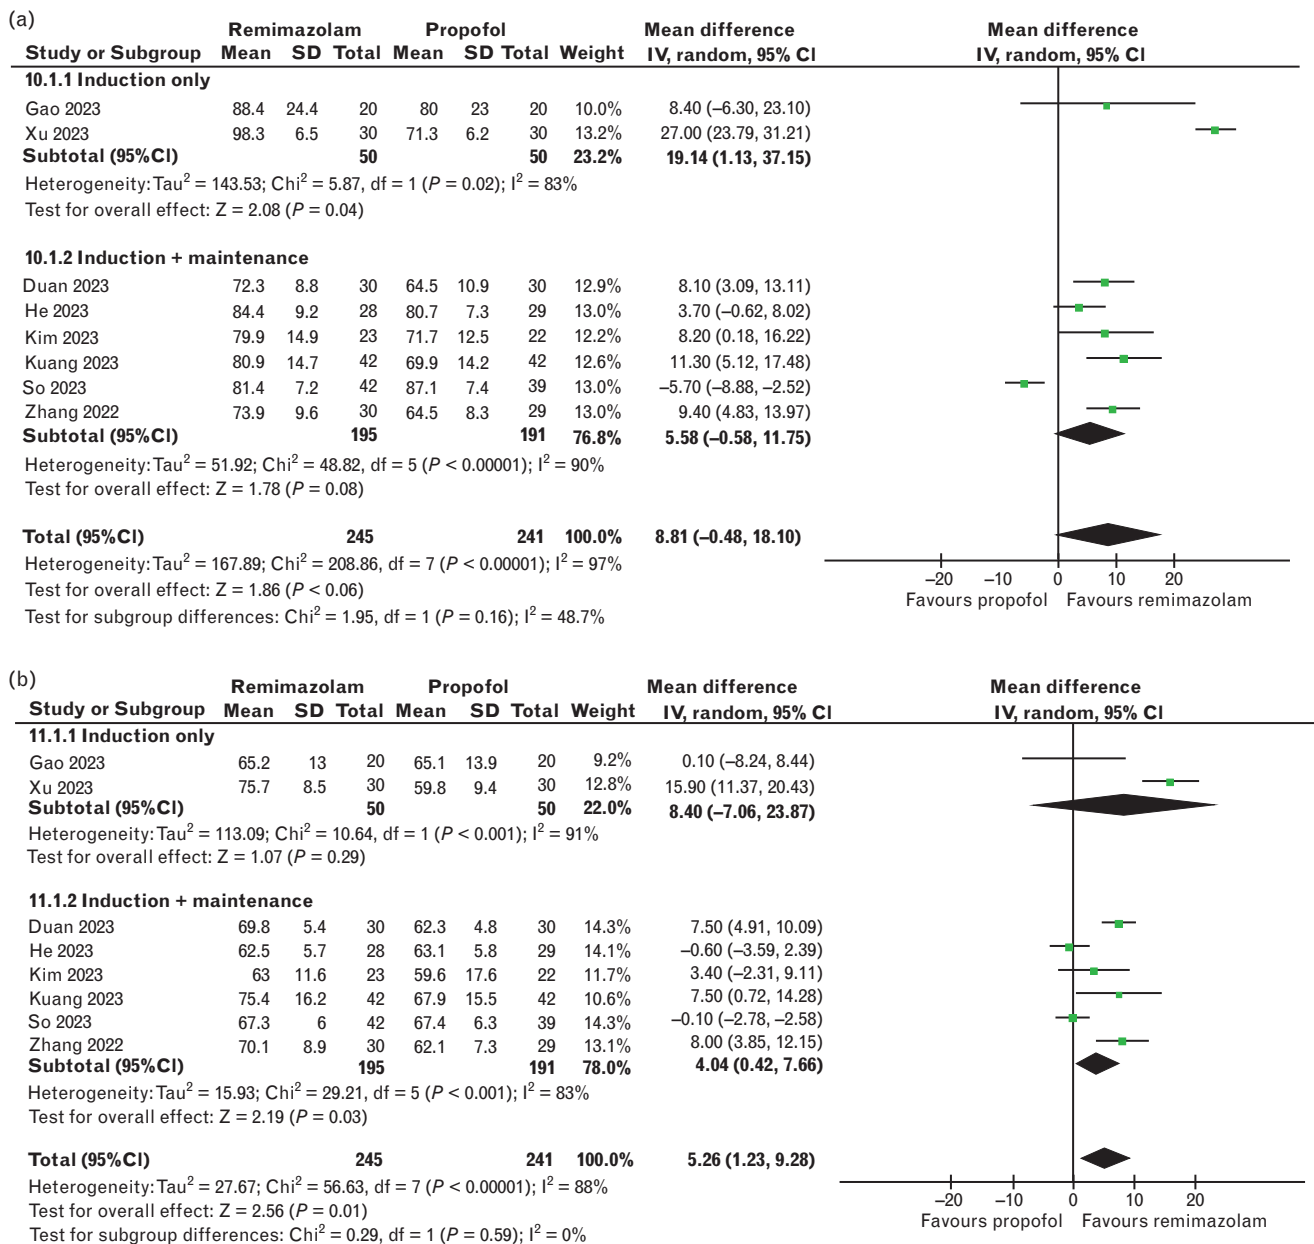 (a)
Remimazolam Propofol Mean difference Mean difference
Study or Subgroup Mean SD Total Mean SD Total Weight IV, random, 95% CI IV, random, 95% CI
10.1.1 Induction only
Gao 2023 88.4 24.4 20 80 23 20 10.0% 8.40 (–6.30, 23.10)
Xu 2023 98.3 6.5 30 71.3 6.2 30 13.2% 27.00 (23.79, 31.21)
Subtotal (95%CI) 50 50 23.2% 19.14 (1.13, 37.15)
Heterogeneity: Tau² = 143.53; Chi² = 5.87, df = 1 (P = 0.02); I² = 83%
Test for overall effect: Z = 2.08 (P = 0.04)
10.1.2 Induction + maintenance
Duan 2023 72.3 8.8 30 64.5 10.9 30 12.9% 8.10 (3.09, 13.11)
He 2023 84.4 9.2 28 80.7 7.3 29 13.0% 3.70 (–0.62, 8.02)
Kim 2023 79.9 14.9 23 71.7 12.5 22 12.2% 8.20 (0.18, 16.22)
Kuang 2023 80.9 14.7 42 69.9 14.2 42 12.6% 11.30 (5.12, 17.48)
So 2023 81.4 7.2 42 87.1 7.4 39 13.0% –5.70 (–8.88, –2.52)
Zhang 2022 73.9 9.6 30 64.5 8.3 29 13.0% 9.40 (4.83, 13.97)
Subtotal (95%CI) 195 191 76.8% 5.58 (–0.58, 11.75)
Heterogeneity: Tau² = 51.92; Chi² = 48.82, df = 5 (P < 0.00001); I² = 90%
Test for overall effect: Z = 1.78 (P = 0.08)
Total (95%CI) 245 241 100.0% 8.81 (–0.48, 18.10)
Heterogeneity: Tau² = 167.89; Chi² = 208.86, df = 7 (P < 0.00001); I² = 97%
Test for overall effect: Z = 1.86 (P < 0.06)
Test for subgroup differences: Chi² = 1.95, df = 1 (P = 0.16); I² = 48.7%
–20 –10 0 10 20
Favours propofol Favours remimazolam
(b)
Remimazolam Propofol Mean difference Mean difference
Study or Subgroup Mean SD Total Mean SD Total Weight IV, random, 95% CI IV, random, 95% CI
11.1.1 Induction only
Gao 2023 65.2 13 20 65.1 13.9 20 9.2% 0.10 (–8.24, 8.44)
Xu 2023 75.7 8.5 30 59.8 9.4 30 12.8% 15.90 (11.37, 20.43)
Subtotal (95%CI) 50 50 22.0% 8.40 (–7.06, 23.87)
Heterogeneity: Tau² = 113.09; Chi² = 10.64, df = 1 (P < 0.001); I² = 91%
Test for overall effect: Z = 1.07 (P = 0.29)
11.1.2 Induction + maintenance
Duan 2023 69.8 5.4 30 62.3 4.8 30 14.3% 7.50 (4.91, 10.09)
He 2023 62.5 5.7 28 63.1 5.8 29 14.1% –0.60 (–3.59, 2.39)
Kim 2023 63 11.6 23 59.6 17.6 22 11.7% 3.40 (–2.31, 9.11)
Kuang 2023 75.4 16.2 42 67.9 15.5 42 10.6% 7.50 (0.72, 14.28)
So 2023 67.3 6 42 67.4 6.3 39 14.3% –0.10 (–2.78, –2.58)
Zhang 2022 70.1 8.9 30 62.1 7.3 29 13.1% 8.00 (3.85, 12.15)
Subtotal (95%CI) 195 191 78.0% 4.04 (0.42, 7.66)
Heterogeneity: Tau² = 15.93; Chi² = 29.21, df = 5 (P < 0.001); I² = 83%
Test for overall effect: Z = 2.19 (P = 0.03)
Total (95%CI) 245 241 100.0% 5.26 (1.23, 9.28)
Heterogeneity: Tau² = 27.67; Chi² = 56.63, df = 7 (P < 0.00001); I² = 88%
Test for overall effect: Z = 2.56 (P = 0.01)
Test for subgroup differences: Chi² = 0.29, df = 1 (P = 0.59); I² = 0%
–20 –10 0 10 20
Favours propofol Favours remimazolam